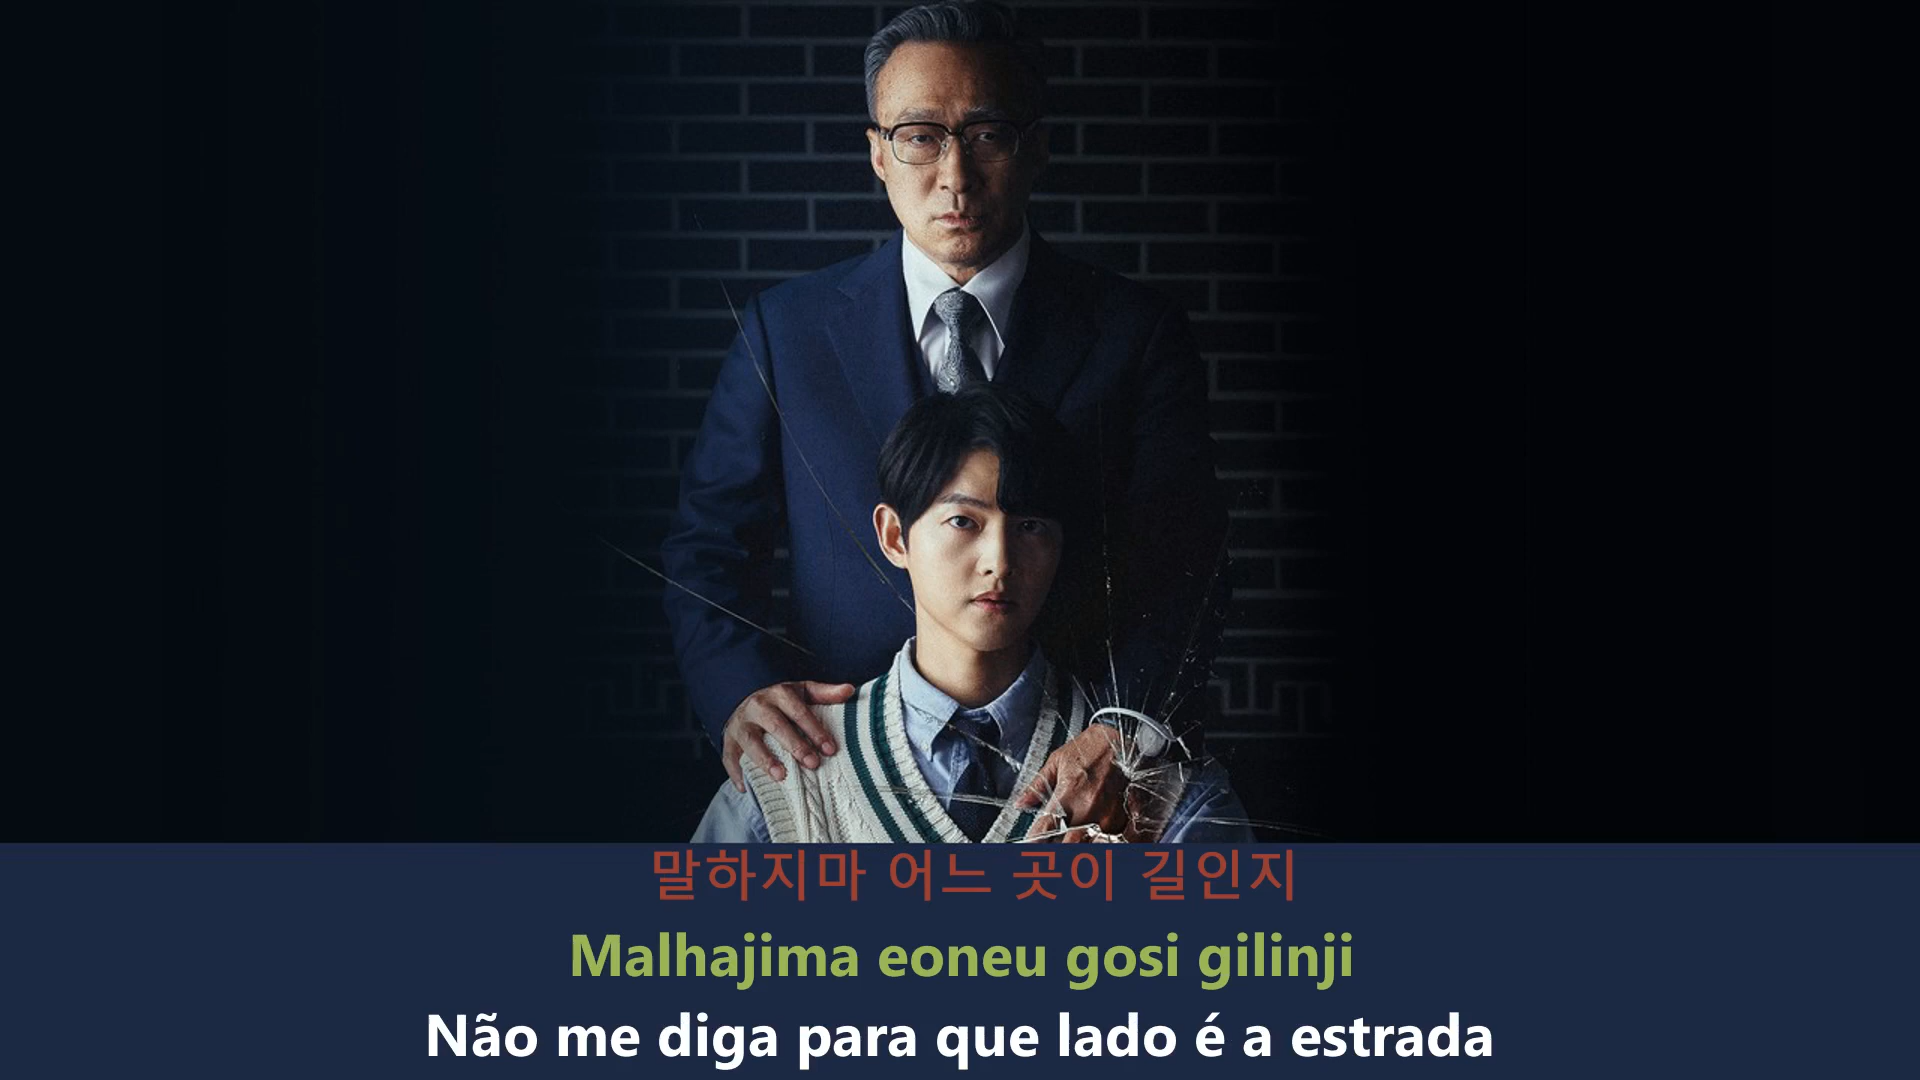 말하지마 어느 곳이 길인지
Malhajima eoneu gosi gilinji
Não me diga para que lado é a estrada